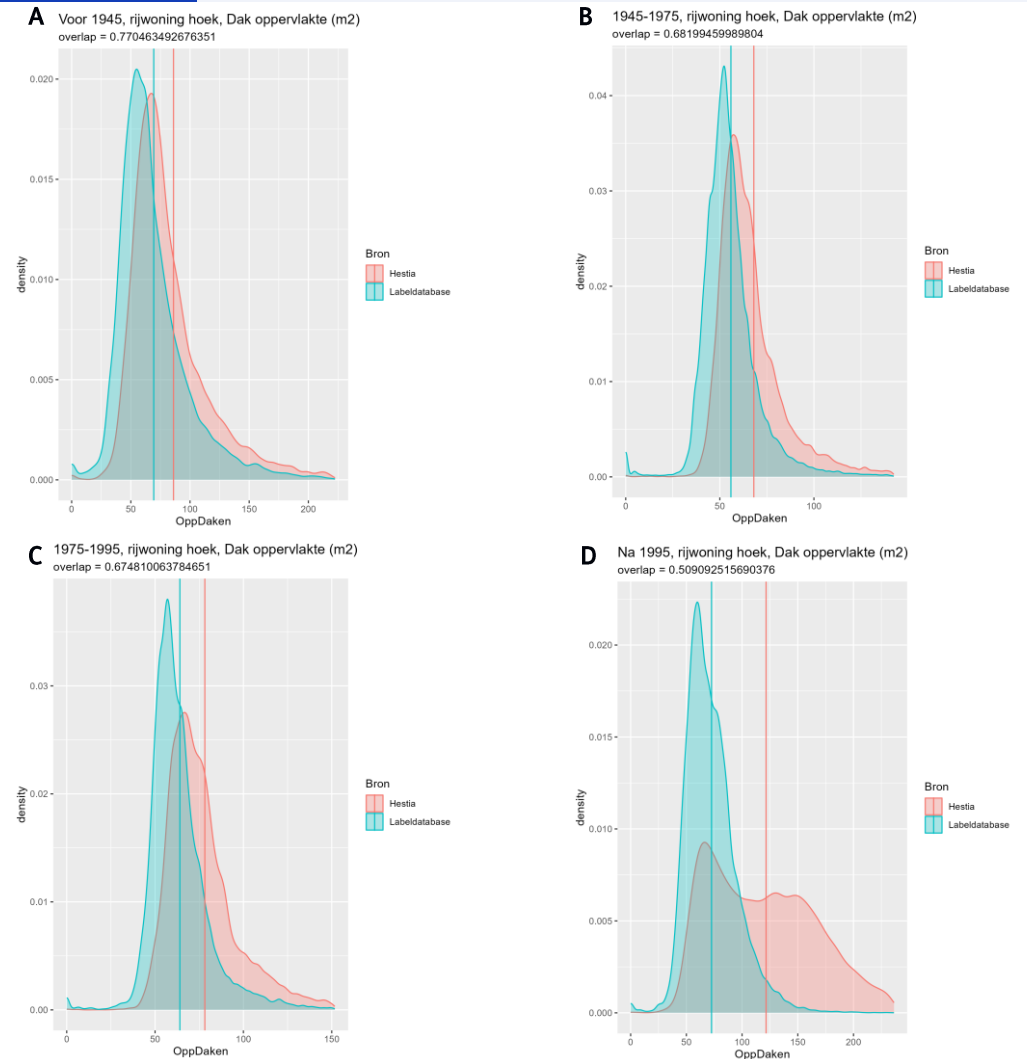 A
Voor 1945, rijwoning hoek, Dak oppervlakte (m2)
overlap = 0.770463492676351
0.020
0.015
0.010
0.005
0.000
density
0 50 100 150 200
OppDaken
Bron
Hestia
Labeldatabase
B
1945-1975, rijwoning hoek, Dak oppervlakte (m2)
overlap = 0.68199459989804
0.04
0.03
0.02
0.01
0.00
density
0 50 100
OppDaken
Bron
Hestia
Labeldatabase
C
1975-1995, rijwoning hoek, Dak oppervlakte (m2)
overlap = 0.674810063784651
0.03
0.02
0.01
0.00
density
0 50 100 150
OppDaken
Bron
Hestia
Labeldatabase
D
Na 1995, rijwoning hoek, Dak oppervlakte (m2)
overlap = 0.509092515690376
0.020
0.015
0.010
0.005
0.000
density
0 50 100 150 200
OppDaken
Bron
Hestia
Labeldatabase